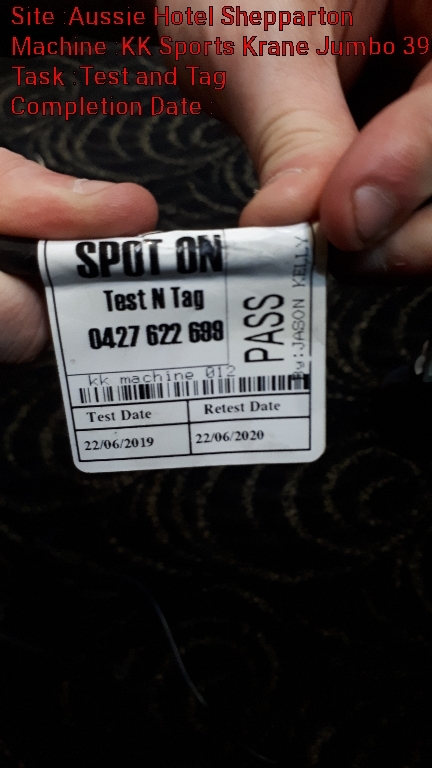 Site :Aussie Hotel Shepparton
Machine :KK Sports Krane Jumbo 39
Task :Test and Tag
Completion Date :
SPOT ON
Test N Tag
0427 622 699
PASS
By:JASON KELLY
kk machine 012
Test Date
Retest Date
22/06/2019
22/06/2020